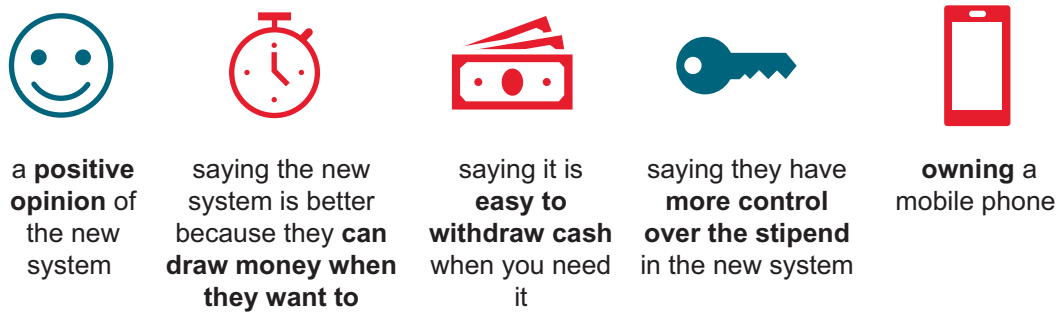 a positive
opinion of
the new
system
saying the new
system is better
because they can
draw money when
they want to
saying it is
easy to
withdraw cash
when you need
it
saying they have
more control
over the stipend
in the new system
owning a
mobile phone